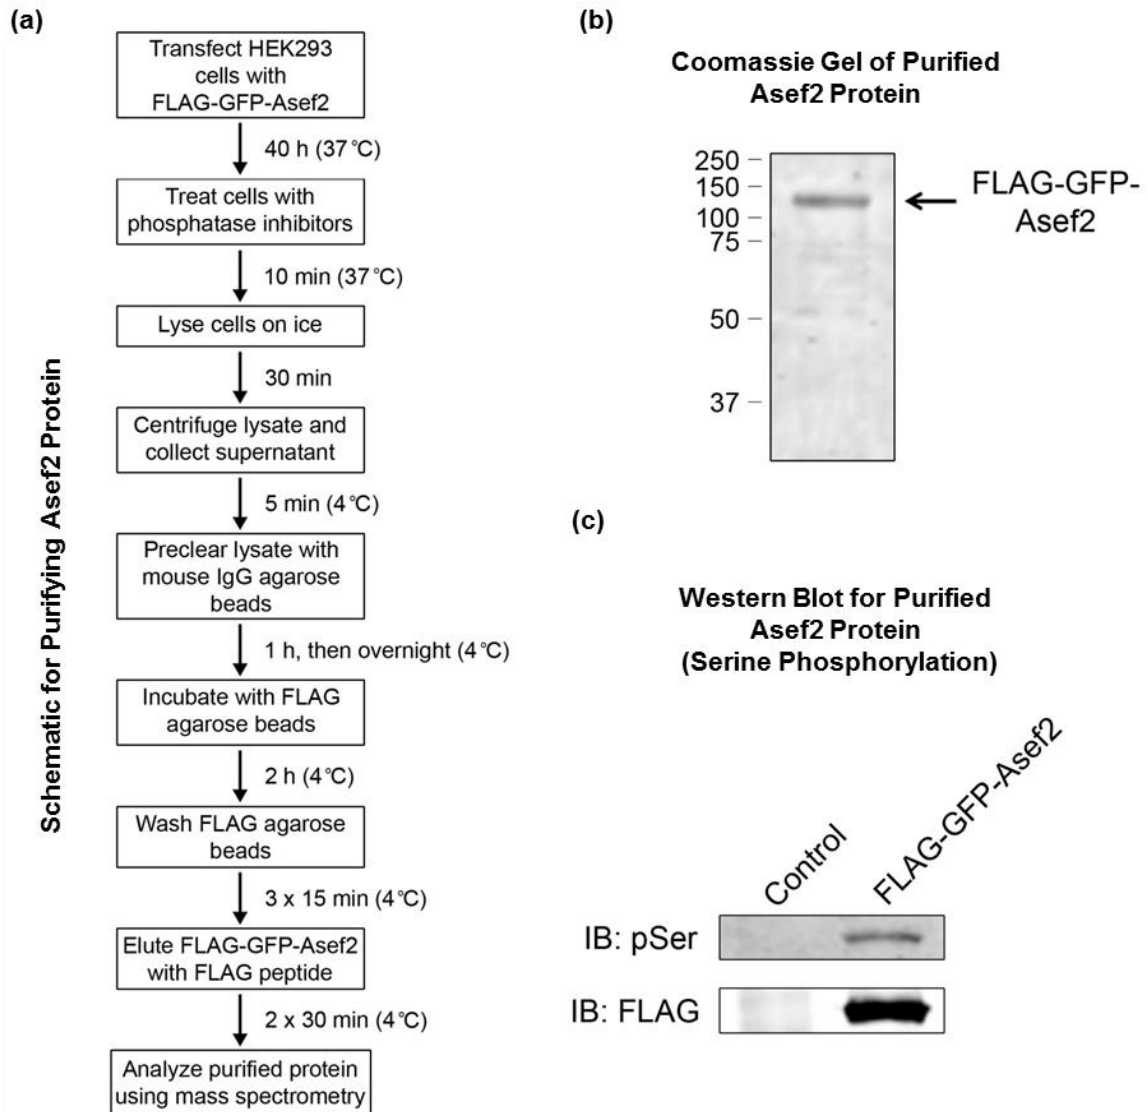 (a)
Schematic for Purifying Asef2 Protein
Transfect HEK293
cells with
FLAG-GFP-Asef2
40 h (37°C)
Treat cells with
phosphatase inhibitors
10 min (37°C)
Lyse cells on ice
30 min
Centrifuge lysate and
collect supernatant
5 min (4°C)
Preclear lysate with
mouse IgG agarose
beads
1 h, then overnight (4°C)
Incubate with FLAG
agarose beads
2 h (4°C)
Wash FLAG agarose
beads
3 x 15 min (4°C)
Elute FLAG-GFP-Asef2
with FLAG peptide
2 x 30 min (4°C)
Analyze purified protein
using mass spectrometry
(b)
Coomassie Gel of Purified
Asef2 Protein
250
150
100
75
50
37
FLAG-GFP-
Asef2
(c)
Western Blot for Purified
Asef2 Protein
(Serine Phosphorylation)
Control
FLAG-GFP-Asef2
IB: pSer
IB: FLAG